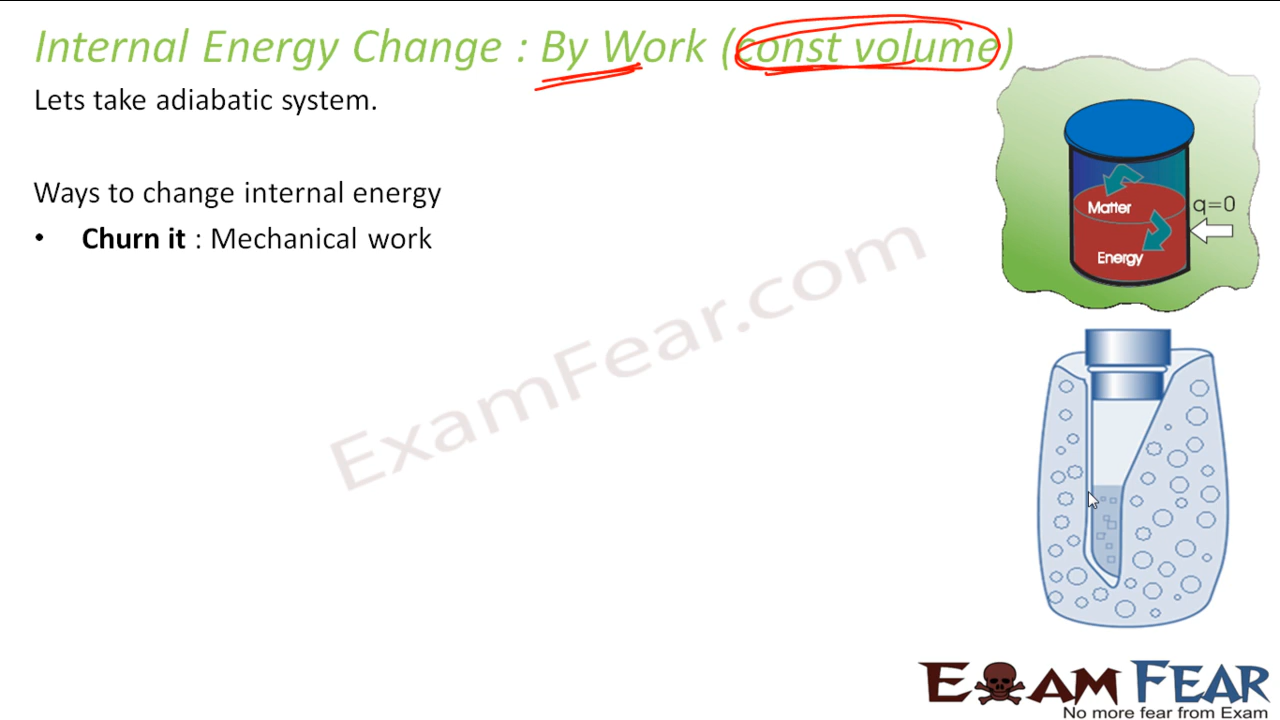 Internal Energy Change : By Work (const volume)
Lets take adiabatic system.
Ways to change internal energy
• Churn it : Mechanical work
Matter
q=0
Energy
ExamFear.com
EXAM FEAR
No more fear from Exam